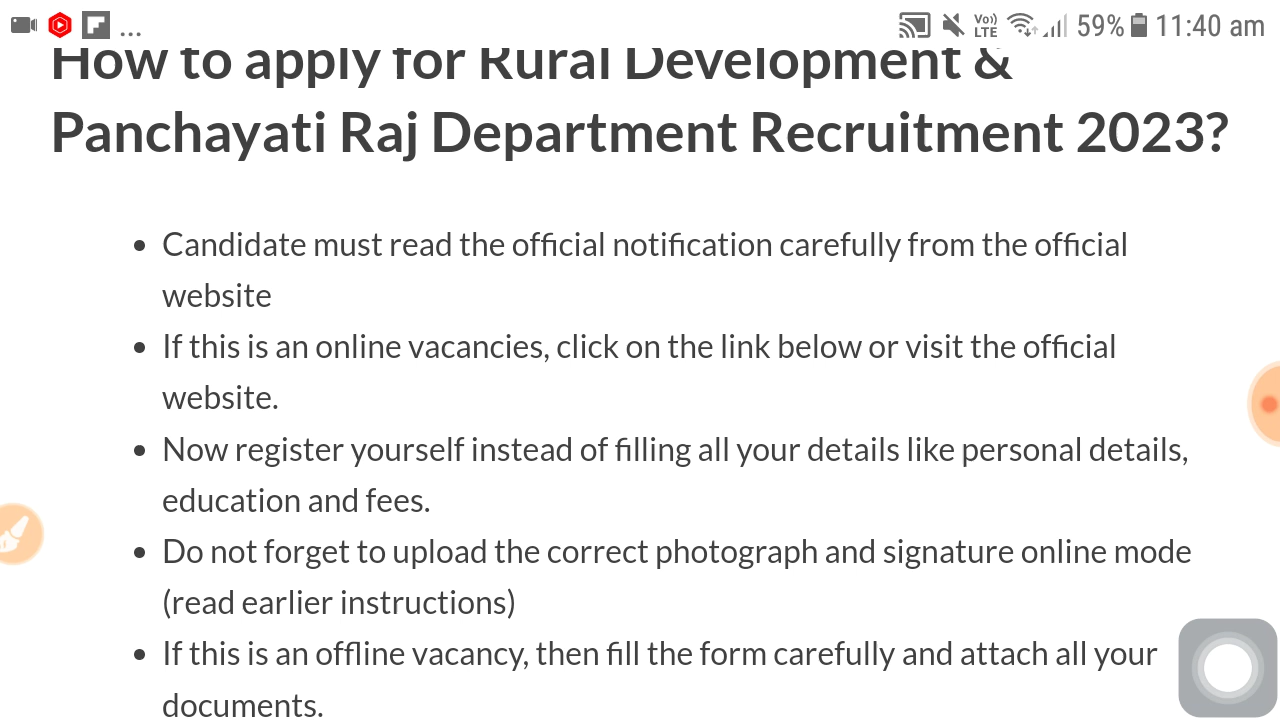 ... Vo)) LTE 59% 11:40 am
How to apply for Rural Development &
Panchayati Raj Department Recruitment 2023?
• Candidate must read the official notification carefully from the official
website
• If this is an online vacancies, click on the link below or visit the official
website.
• Now register yourself instead of filling all your details like personal details,
education and fees.
• Do not forget to upload the correct photograph and signature online mode
(read earlier instructions)
• If this is an offline vacancy, then fill the form carefully and attach all your
documents.